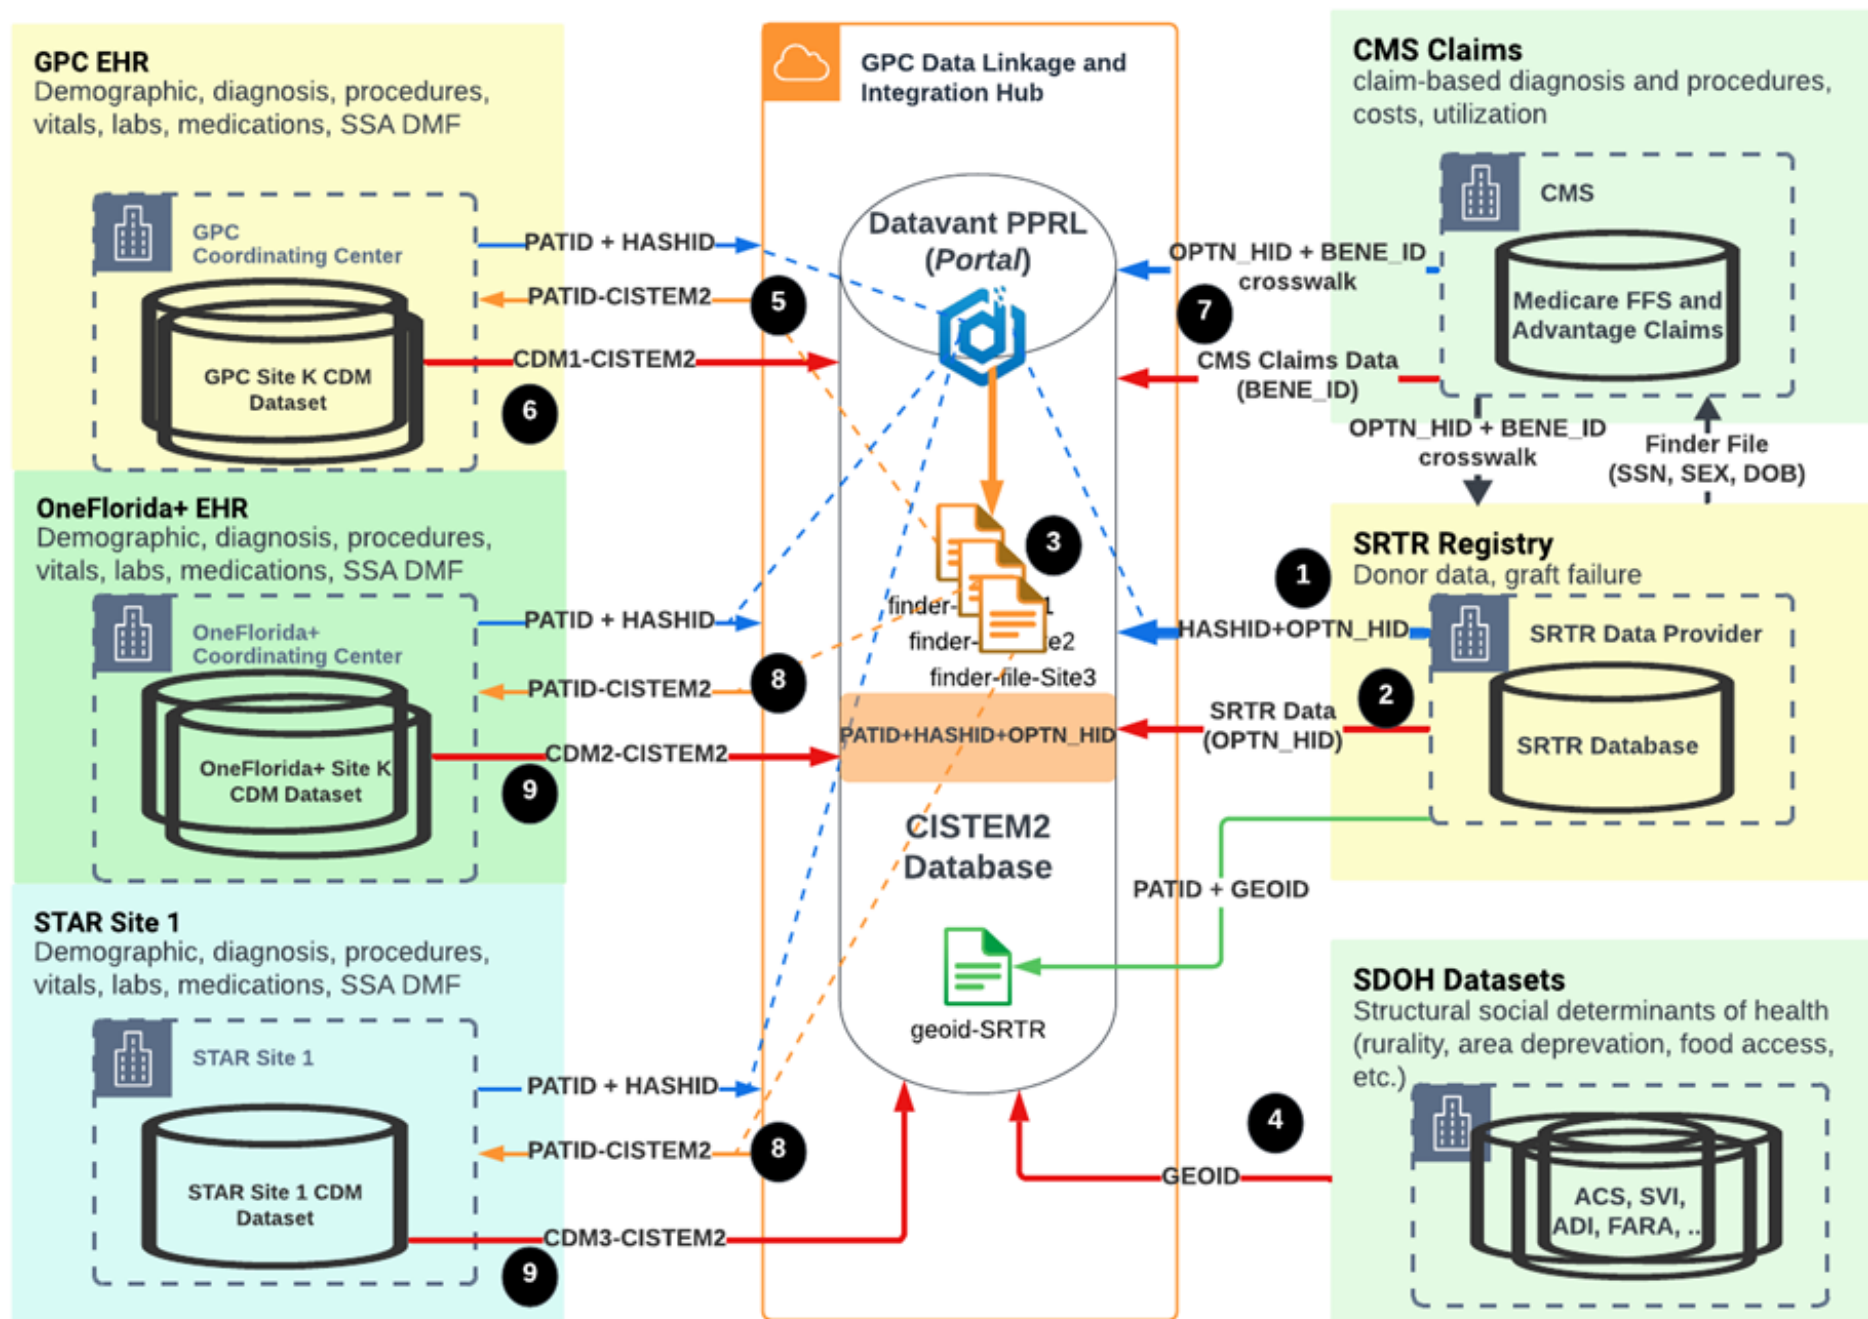 GPC EHR
Demographic, diagnosis, procedures,
vitals, labs, medications, SSA DMF
GPC
Coordinating Center
GPC Site K CDM
Dataset
PATID + HASHID
PATID-CISTEM2
5
CDM1-CISTEM2
6
OneFlorida+ EHR
Demographic, diagnosis, procedures,
vitals, labs, medications, SSA DMF
OneFlorida+
Coordinating Center
OneFlorida+ Site K
CDM Dataset
PATID + HASHID
PATID-CISTEM2
8
CDM2-CISTEM2
9
STAR Site 1
Demographic, diagnosis, procedures,
vitals, labs, medications, SSA DMF
STAR Site 1
STAR Site 1 CDM
Dataset
PATID + HASHID
PATID-CISTEM2
8
CDM3-CISTEM2
9
GPC Data Linkage and
Integration Hub
Datavant PPRL
(Portal)
3
finder- 1
finder- e2
finder-file-Site3
PATID+HASHID+OPTN_HID
CISTEM2
Database
geoid-SRTR
CMS Claims
claim-based diagnosis and procedures,
costs, utilization
CMS
Medicare FFS and
Advantage Claims
OPTN_HID + BENE_ID
crosswalk
7
CMS Claims Data
(BENE_ID)
OPTN_HID + BENE_ID
crosswalk
Finder File
(SSN, SEX, DOB)
SRTR Registry
Donor data, graft failure
SRTR Data Provider
SRTR Database
1
HASHID+OPTN_HID
2
SRTR Data
(OPTN_HID)
PATID + GEOID
SDOH Datasets
Structural social determinants of health
(rurality, area deprevation, food access,
etc.)
ACS, SVI,
ADI, FARA, ..
4
GEOID